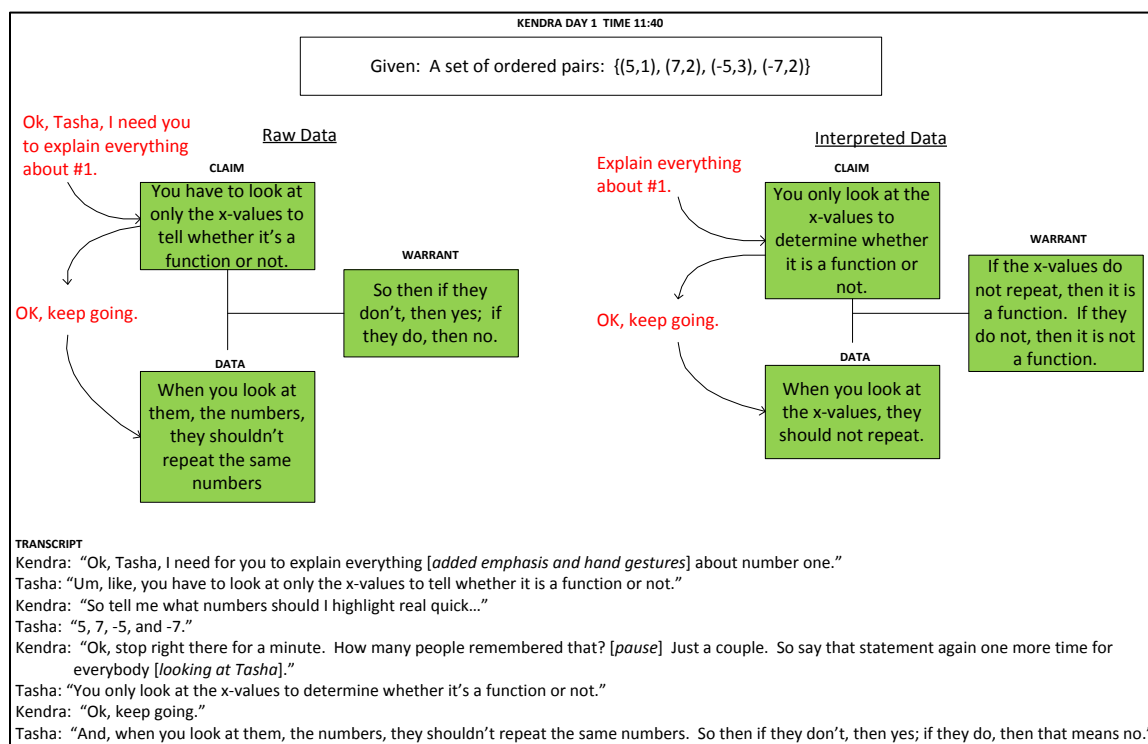 KENDRA DAY 1 TIME 11:40
Given: A set of ordered pairs: {(5,1), (7,2), (-5,3), (-7,2)}
Ok, Tasha, I need you
to explain everything
about #1.
Raw Data
CLAIM
You have to look at
only the x-values to
tell whether it's a
function or not.
WARRANT
So then if they
don't, then yes; if
they do, then no.
OK, keep going.
DATA
When you look at
them, the numbers,
they shouldn't
repeat the same
numbers
Interpreted Data
Explain everything
about #1.
CLAIM
You only look at the
x-values to
determine whether
it is a function or
not.
WARRANT
If the x-values do
not repeat, then it is
a function. If they
do not, then it is not
a function.
OK, keep going.
DATA
When you look at
the x-values, they
should not repeat.
TRANSCRIPT
Kendra: "Ok, Tasha, I need for you to explain everything [added emphasis and hand gestures] about number one."
Tasha: "Um, like, you have to look at only the x-values to tell whether it is a function or not."
Kendra: "So tell me what numbers should I highlight real quick…"
Tasha: "5, 7, -5, and -7."
Kendra: "Ok, stop right there for a minute. How many people remembered that? [pause] Just a couple. So say that statement again one more time for
everybody [looking at Tasha]."
Tasha: "You only look at the x-values to determine whether it's a function or not."
Kendra: "Ok, keep going."
Tasha: "And, when you look at them, the numbers, they shouldn't repeat the same numbers. So then if they don't, then yes; if they do, then that means no."